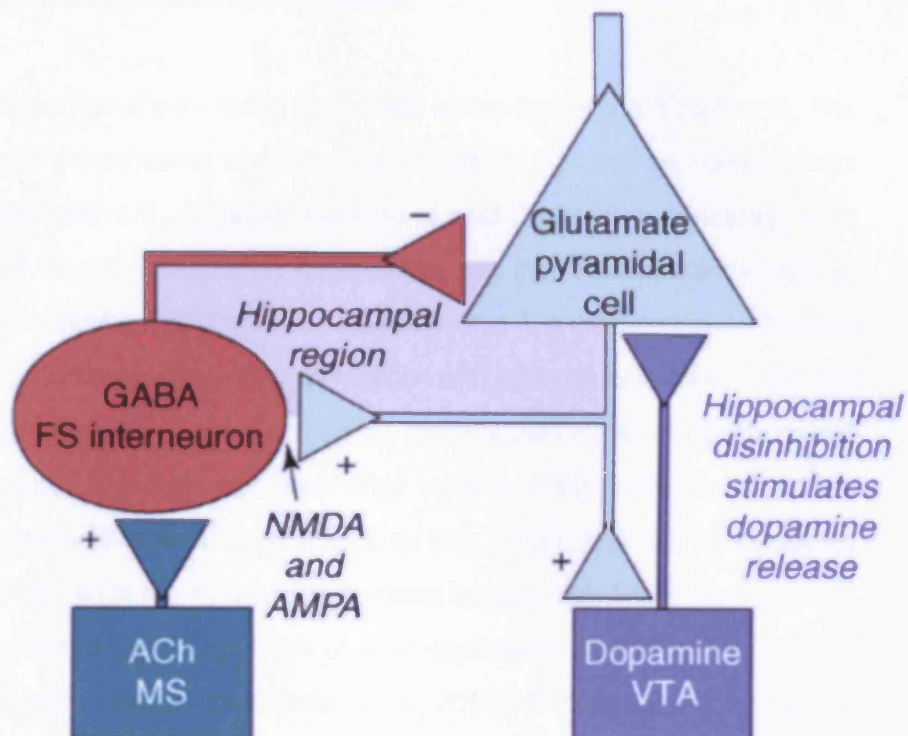 Glutamate
pyramidal
cell
−
Hippocampal
region
GABA
FS interneuron
+
+
NMDA
and
AMPA
+
Hippocampal
disinhibition
stimulates
dopamine
release
ACh
MS
Dopamine
VTA